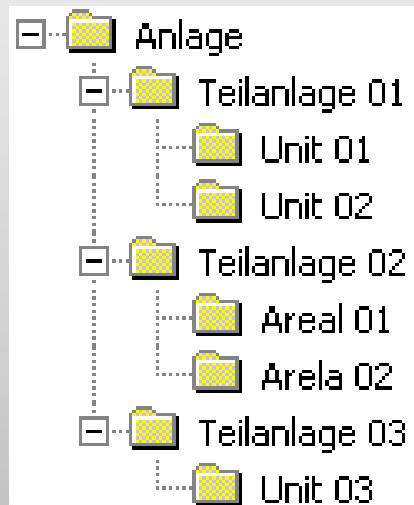 Anlage
Teilanlage 01
Unit 01
Unit 02
Teilanlage 02
Areal 01
Arela 02
Teilanlage 03
Unit 03